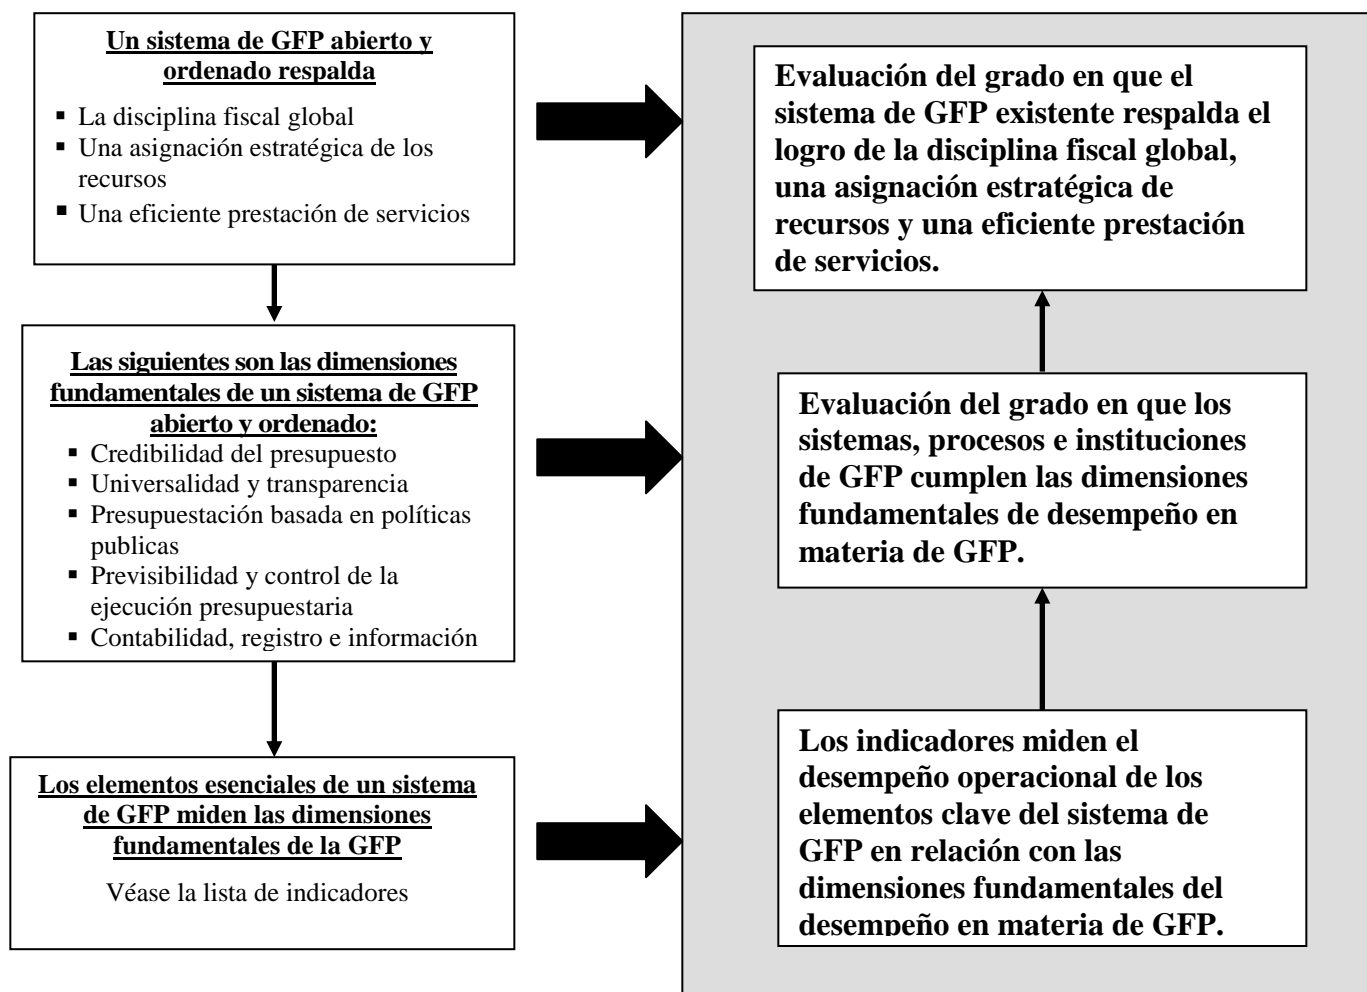 Un sistema de GFP abierto y
ordenado respalda
▪ La disciplina fiscal global
▪ Una asignación estratégica de los
recursos
▪ Una eficiente prestación de servicios
Las siguientes son las dimensiones
fundamentales de un sistema de GFP
abierto y ordenado:
▪ Credibilidad del presupuesto
▪ Universalidad y transparencia
▪ Presupuestación basada en políticas
publicas
▪ Previsibilidad y control de la
ejecución presupuestaria
▪ Contabilidad, registro e información
Los elementos esenciales de un sistema
de GFP miden las dimensiones
fundamentales de la GFP
Véase la lista de indicadores
Evaluación del grado en que el
sistema de GFP existente respalda el
logro de la disciplina fiscal global,
una asignación estratégica de
recursos y una eficiente prestación
de servicios.
Evaluación del grado en que los
sistemas, procesos e instituciones
de GFP cumplen las dimensiones
fundamentales de desempeño en
materia de GFP.
Los indicadores miden el
desempeño operacional de los
elementos clave del sistema de
GFP en relación con las
dimensiones fundamentales del
desempeño en materia de GFP.